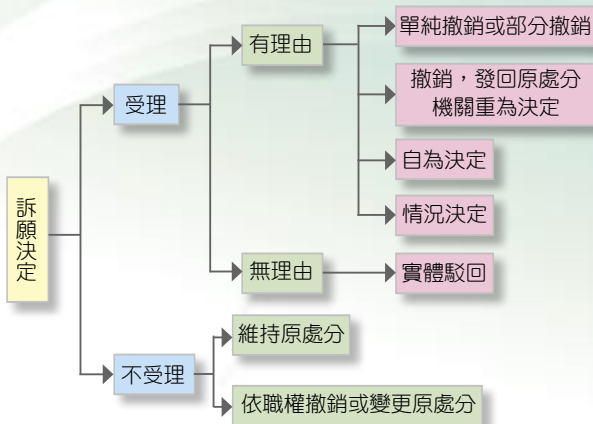 訴願決定
受理
有理由
單純撤銷或部分撤銷
撤銷，發回原處分
機關重為決定
自為決定
情況決定
無理由
實體駁回
不受理
維持原處分
依職權撤銷或變更原處分